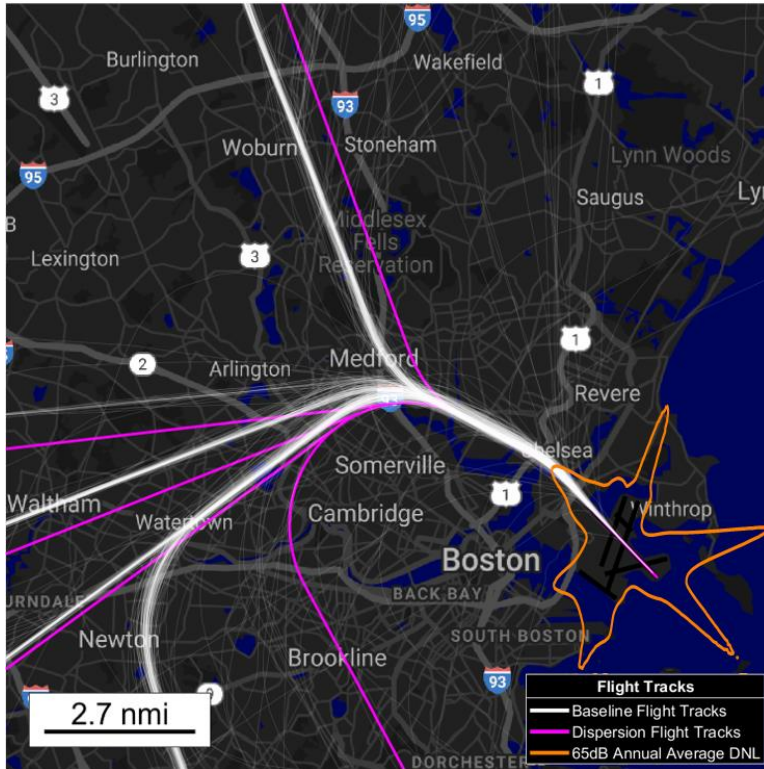 95
Burlington
Wakefield
3
1
93
Woburn
Stoneham
Lynn Woods
95
Saugus
Middlesex
Fells
Reservation
3
Lexington
1
2
Arlington
Medford
Revere
Chelsea
Somerville
1
Waltham
Watertown
Cambridge
Winthrop
Boston
BACK BAY
SOUTH BOSTON
Newton
Brookline
93
9
2.7 nmi
Flight Tracks
Baseline Flight Tracks
Dispersion Flight Tracks
65dB Annual Average DNL